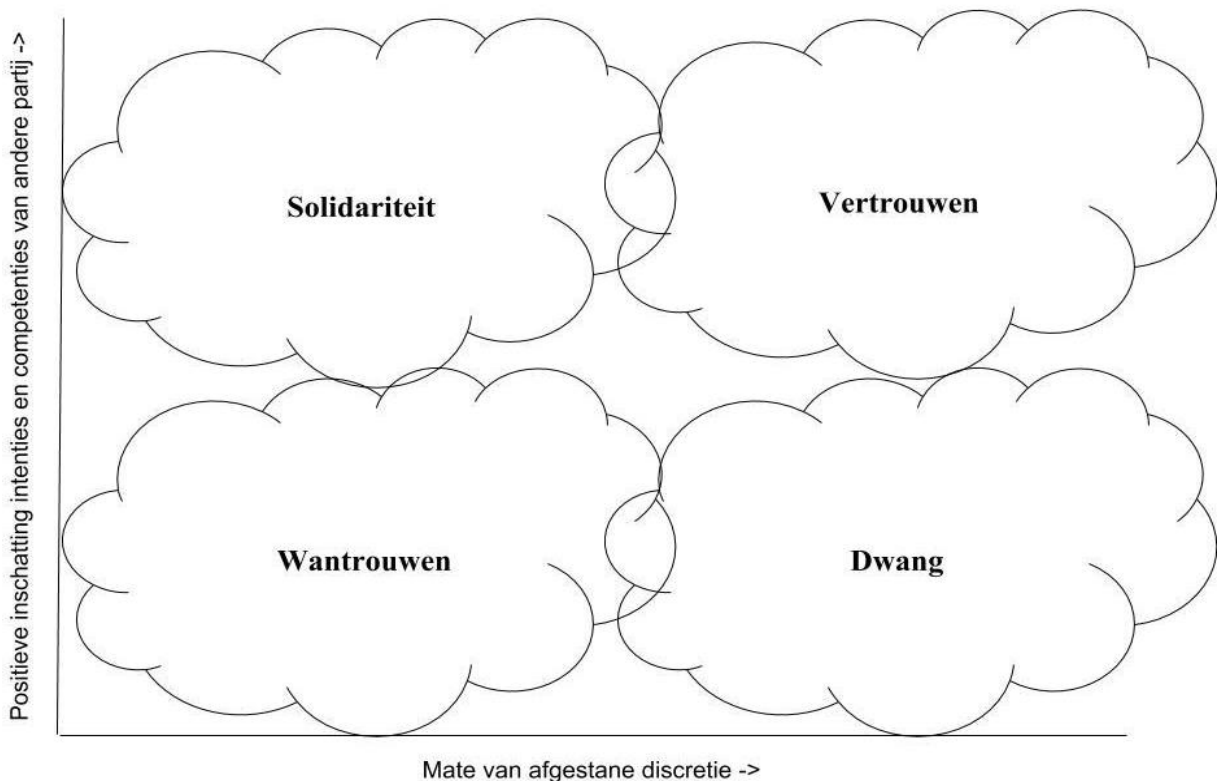 Positieve inschatting intenties en competenties van andere partij ->
Solidariteit
Vertrouwen
Wantrouwen
Dwang
Mate van afgestane discretie ->